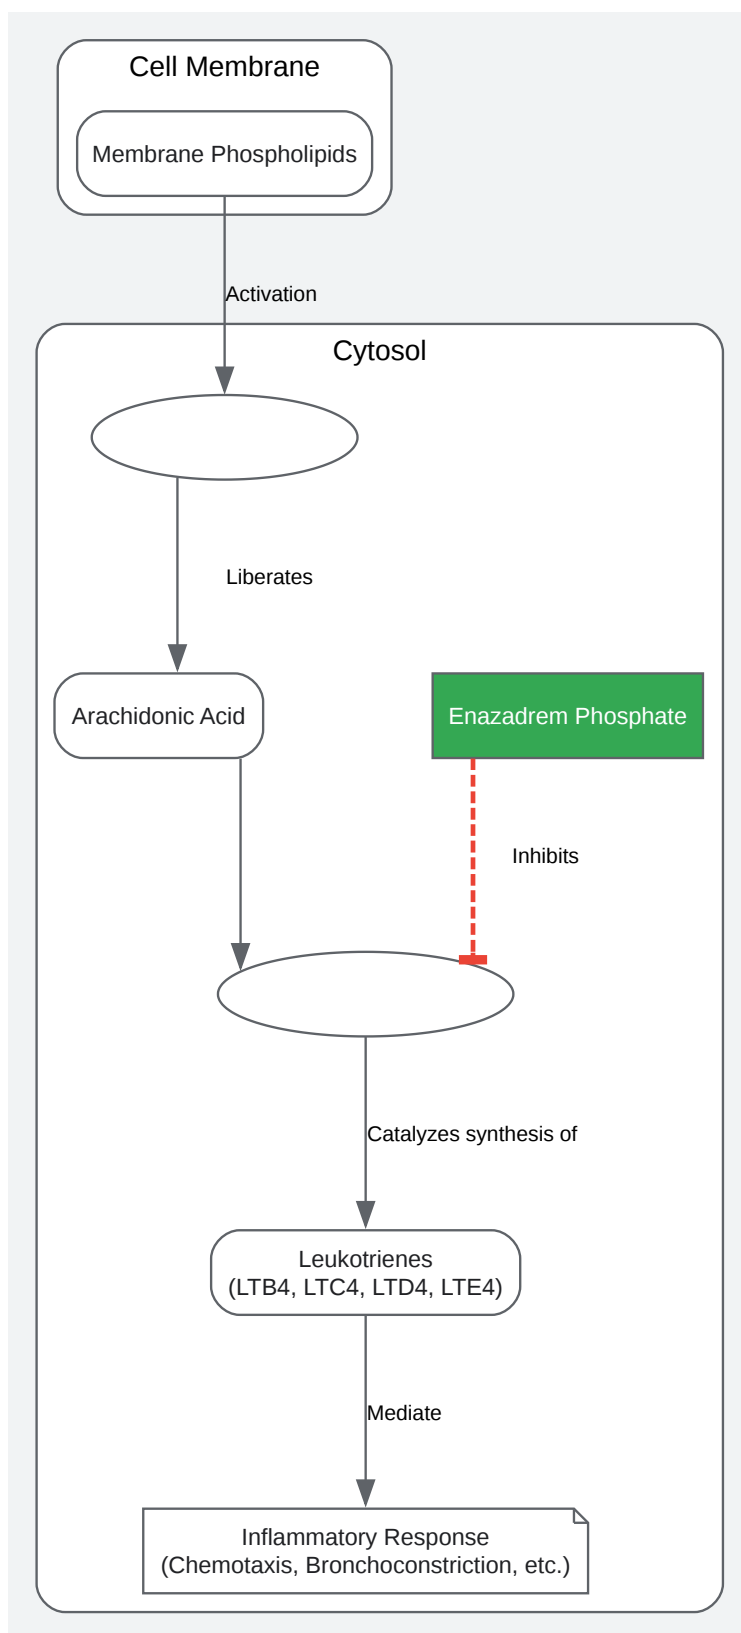 Cell Membrane
Membrane Phospholipids
Activation
Cytosol
Liberates
Arachidonic Acid
Enazadrem Phosphate
Inhibits
Catalyzes synthesis of
Leukotrienes
(LTB4, LTC4, LTD4, LTE4)
Mediate
Inflammatory Response
(Chemotaxis, Bronchoconstriction, etc.)